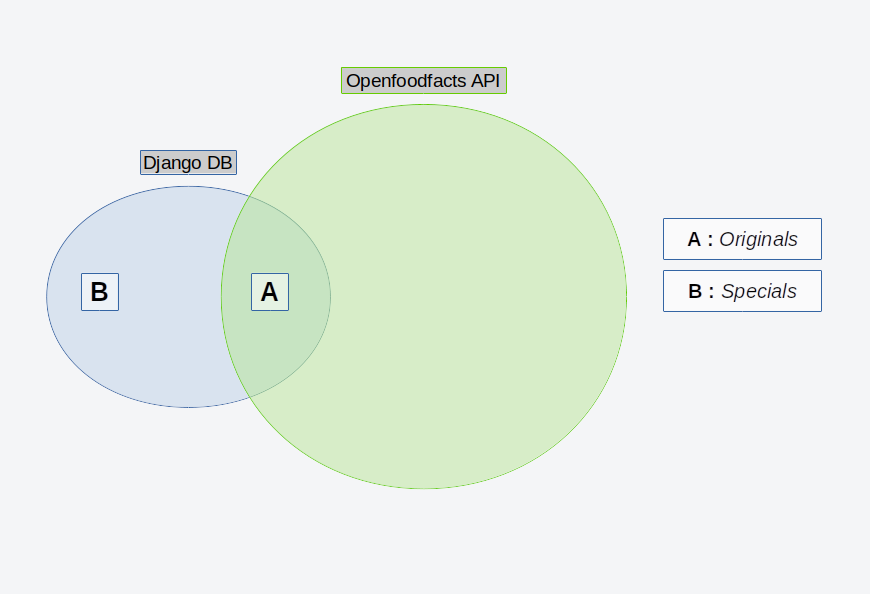 Openfoodfacts API
Django DB
A : Originals
B : Specials
B
A